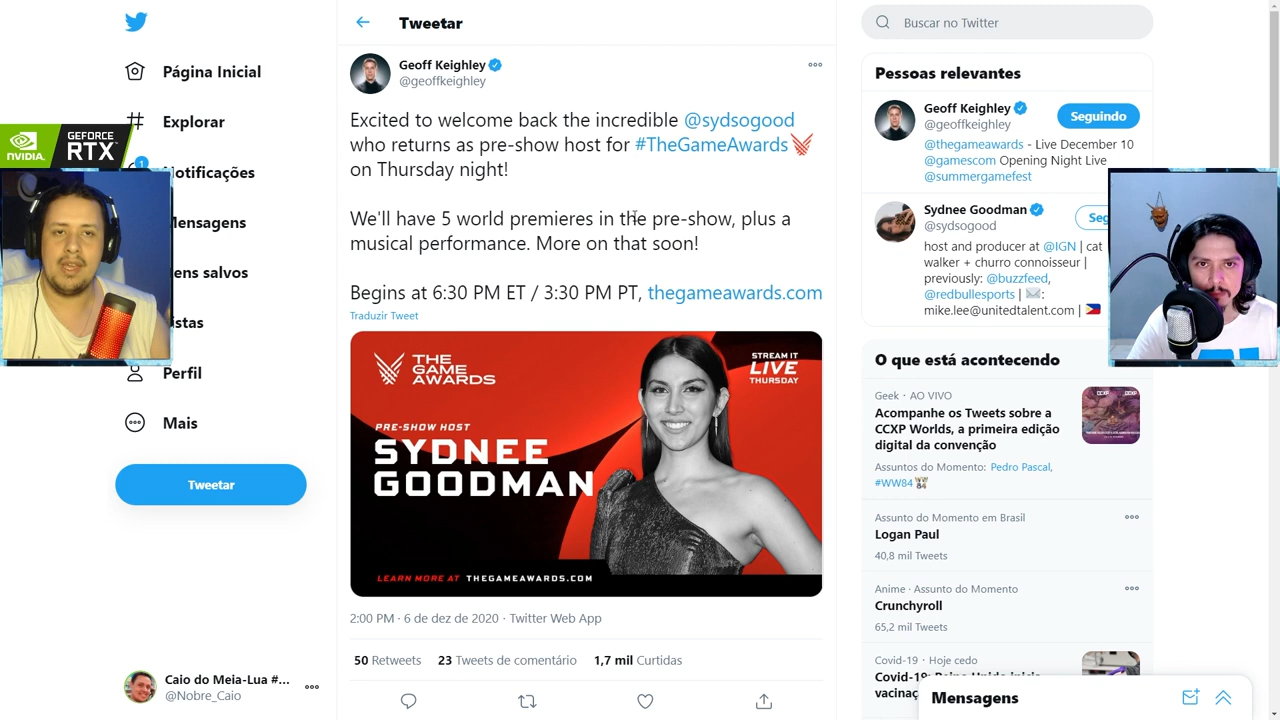 Página Inicial
Explorar
1
Notificações
Mensagens
ens salvos
istas
Perfil
Mais
Tweetar
Caio do Meia-Lua #...
@Nobre_Caio
NVIDIA.
GEFORCE
RTX
Tweetar
Geoff Keighley
@geoffkeighley
Excited to welcome back the incredible @sydsogood
who returns as pre-show host for #TheGameAwards
on Thursday night!
We'll have 5 world premieres in the pre-show, plus a
musical performance. More on that soon!
Begins at 6:30 PM ET / 3:30 PM PT, thegameawards.com
Traduzir Tweet
THE
GAME
AWARDS
STREAM IT
LIVE
THURSDAY
PRE-SHOW HOST
SYDNEE
GOODMAN
LEARN MORE AT THEGAMEAWARDS.COM
2:00 PM · 6 de dez de 2020 · Twitter Web App
50 Retweets 23 Tweets de comentário 1,7 mil Curtidas
Buscar no Twitter
Pessoas relevantes
Geoff Keighley
@geoffkeighley
Seguindo
@thegameawards - Live December 10
@gamescom Opening Night Live
@summergamefest
Sydnee Goodman
@sydsogood
Seg
host and producer at @IGN | cat
walker + churro connoisseur |
previously: @buzzfeed,
@redbullesports | ✉️:
mike.lee@unitedtalent.com | 🇵🇭
O que está acontecendo
Geek · AO VIVO
Acompanhe os Tweets sobre a
CCXP Worlds, a primeira edição
digital da convenção
Assuntos do Momento: Pedro Pascal,
#WW84
Assunto do Momento em Brasil
Logan Paul
40,8 mil Tweets
Anime · Assunto do Momento
Crunchyroll
65,2 mil Tweets
Covid-19 · Hoje cedo
Covid-19: Reino Unido inicia
vacinaç
Mensagens